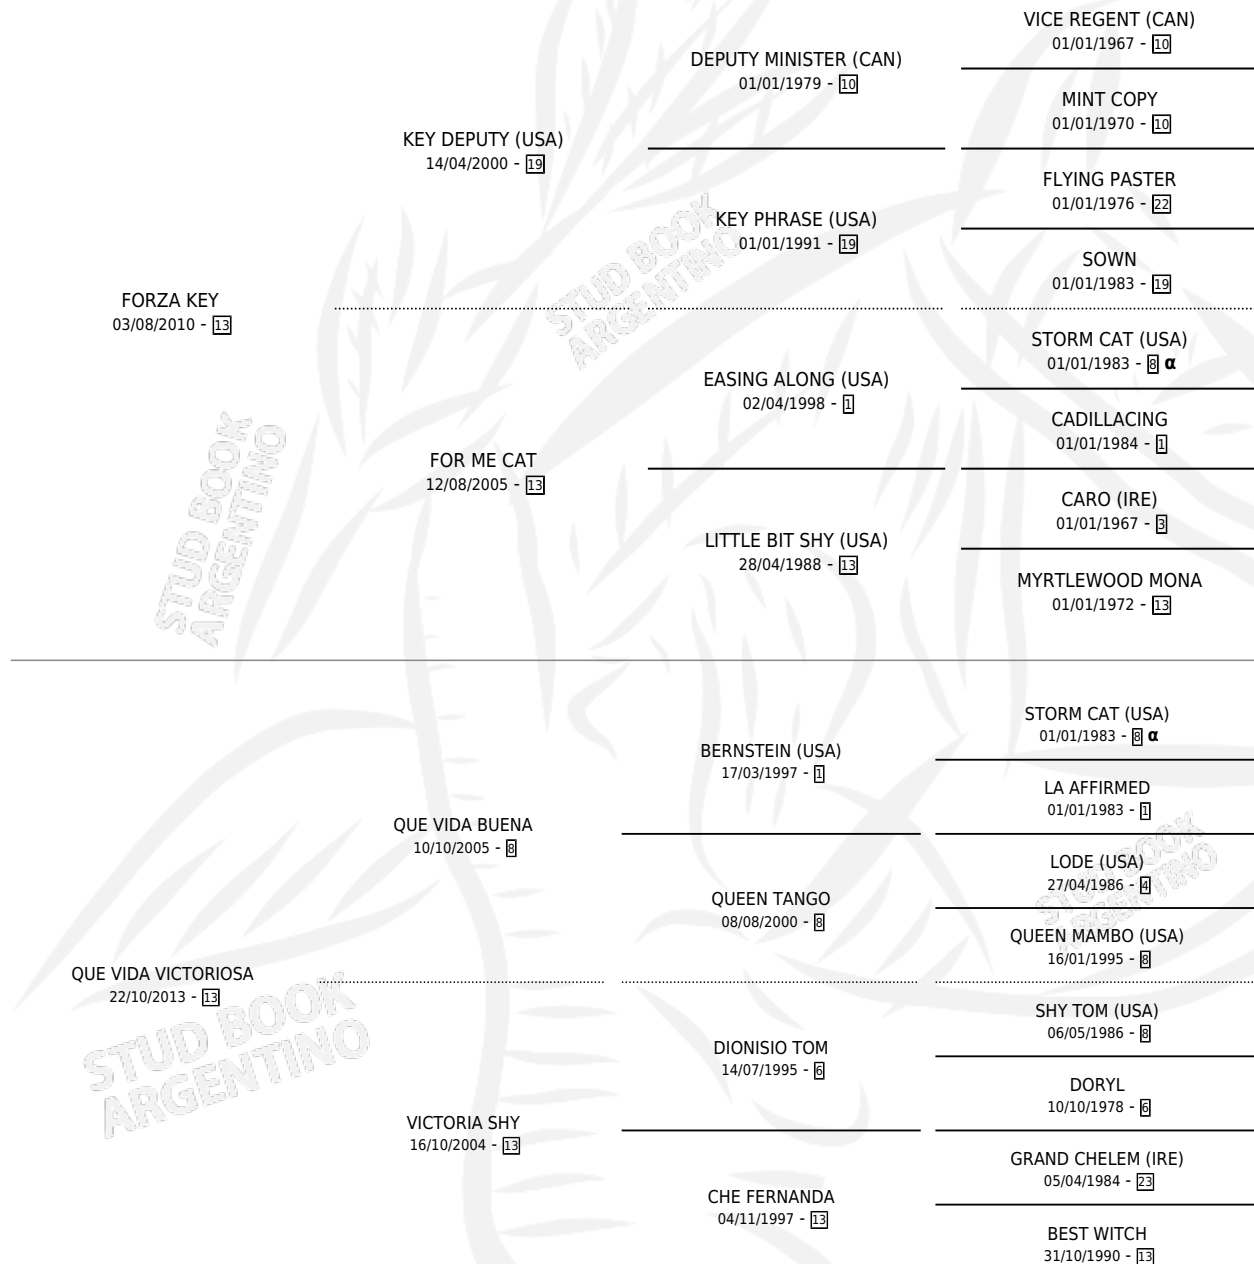 VICE REGENT (CAN)
01/01/1967 - 10
DEPUTY MINISTER (CAN)
01/01/1979 - 10
MINT COPY
01/01/1970 - 10
KEY DEPUTY (USA)
14/04/2000 - 19
FLYING PASTER
01/01/1976 - 22
KEY PHRASE (USA)
01/01/1991 - 19
SOWN
01/01/1983 - 19
STUD BOOK
ARGENTINO
FORZA KEY
03/08/2010 - 13
STORM CAT (USA)
01/01/1983 - 8 α
EASING ALONG (USA)
02/04/1998 - 1
CADILLACING
01/01/1984 - 1
FOR ME CAT
12/08/2005 - 13
CARO (IRE)
01/01/1967 - 3
LITTLE BIT SHY (USA)
28/04/1988 - 13
MYRTLEWOOD MONA
01/01/1972 - 13
STUD BOOK
ARGENTINO
STORM CAT (USA)
01/01/1983 - 8 α
BERNSTEIN (USA)
17/03/1997 - 1
LA AFFIRMED
01/01/1983 - 1
QUE VIDA BUENA
10/10/2005 - 8
LODE (USA)
27/04/1986 - 4
QUEEN TANGO
08/08/2000 - 8
STUD BOOK
ARGENTINO
QUEEN MAMBO (USA)
16/01/1995 - 8
QUE VIDA VICTORIOSA
22/10/2013 - 13
STUD BOOK
ARGENTINO
SHY TOM (USA)
06/05/1986 - 8
DIONISIO TOM
14/07/1995 - 6
DORYL
10/10/1978 - 6
VICTORIA SHY
16/10/2004 - 13
GRAND CHELEM (IRE)
05/04/1984 - 23
CHE FERNANDA
04/11/1997 - 13
BEST WITCH
31/10/1990 - 13